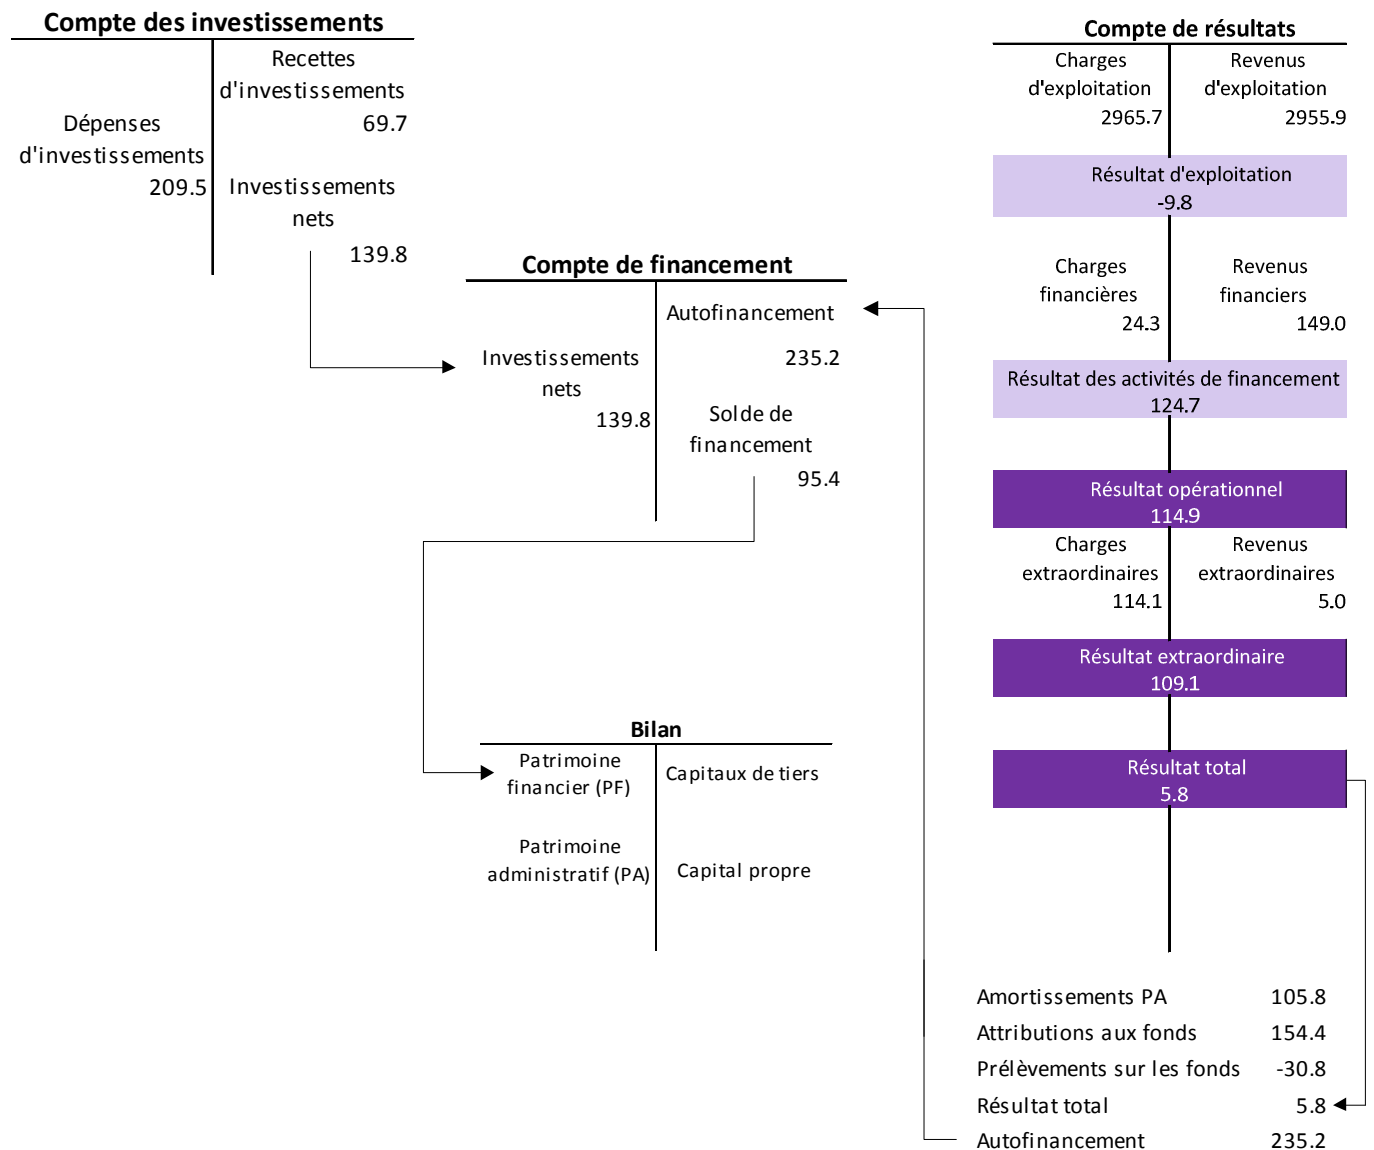 Compte des investissements
Recettes
d'investissements
69.7
Dépenses
d'investissements
209.5
Investissements
nets
139.8
Compte de financement
Autofinancement
235.2
Investissements
nets
139.8
Solde de
financement
95.4
Bilan
Patrimoine
financier (PF)
Capitaux de tiers
Patrimoine
administratif (PA)
Capital propre
Compte de résultats
Charges
d'exploitation
2965.7
Revenus
d'exploitation
2955.9
Résultat d'exploitation
-9.8
Charges
financières
24.3
Revenus
financiers
149.0
Résultat des activités de financement
124.7
Résultat opérationnel
114.9
Charges
extraordinaires
114.1
Revenus
extraordinaires
5.0
Résultat extraordinaire
109.1
Résultat total
5.8
Amortissements PA 105.8
Attributions aux fonds 154.4
Prélèvements sur les fonds -30.8
Résultat total 5.8
Autofinancement 235.2